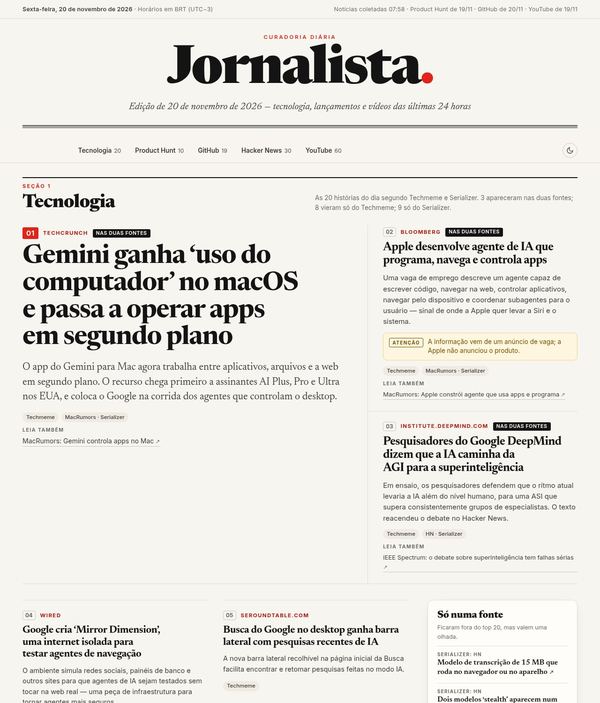 Sexta-feira, 20 de novembro de 2026 · Horários em BRT (UTC−3)
Notícias coletadas 07:58 · Product Hunt de 19/11 · GitHub de 20/11 · YouTube de 19/11
CURADORIA DIÁRIA
Jornalista.
Edição de 20 de novembro de 2026 — tecnologia, lançamentos e vídeos das últimas 24 horas
Tecnologia 20
Product Hunt 10
GitHub 19
Hacker News 30
YouTube 60
SEÇÃO 1
Tecnologia
As 20 histórias do dia segundo Techmeme e Serializer. 3 apareceram nas duas fontes;
8 vieram só do Techmeme; 9 só do Serializer.
01 TECHCRUNCH NAS DUAS FONTES
Gemini ganha ‘uso do
computador’ no macOS
e passa a operar apps
em segundo plano
O app do Gemini para Mac agora trabalha entre aplicativos, arquivos e a web
em segundo plano. O recurso chega primeiro a assinantes AI Plus, Pro e Ultra
nos EUA, e coloca o Google na corrida dos agentes que controlam o desktop.
Techmeme MacRumors · Serializer
LEIA TAMBÉM
MacRumors: Gemini controla apps no Mac ↗
02 BLOOMBERG NAS DUAS FONTES
Apple desenvolve agente de IA que
programa, navega e controla apps
Uma vaga de emprego descreve um agente capaz de
escrever código, navegar na web, controlar aplicativos,
navegar pelo dispositivo e coordenar subagentes para o
usuário — sinal de onde a Apple quer levar a Siri e o
sistema.
ATENÇÃO A informação vem de um anúncio de vaga; a
Apple não anunciou o produto.
Techmeme MacRumors · Serializer
LEIA TAMBÉM
MacRumors: Apple constrói agente que usa apps e programa ↗
03 INSTITUTE.DEEPMIND.COM NAS DUAS FONTES
Pesquisadores do Google DeepMind
dizem que a IA caminha da
AGI para a superinteligência
Em ensaio, os pesquisadores defendem que o ritmo atual
levaria a IA além do nível humano, para uma ASI que
supera consistentemente grupos de especialistas. O texto
reacendeu o debate no Hacker News.
Techmeme HN · Serializer
LEIA TAMBÉM
IEEE Spectrum: o debate sobre superinteligência tem falhas sérias
↗
04 WIRED
Google cria ‘Mirror Dimension’,
uma internet isolada para
testar agentes de navegação
O ambiente simula redes sociais, painéis de banco e
outros sites para que agentes de IA sejam testados sem
tocar na web real — uma peça de infraestrutura para
tornar agentes mais seguros.
05 SEROUNDTABLE.COM
Busca do Google no desktop ganha barra
lateral com pesquisas recentes de IA
A nova barra lateral recolhível na página inicial da Busca
facilita encontrar e retomar pesquisas feitas no modo IA.
Techmeme
Só numa fonte
Ficaram fora do top 20, mas valem uma
olhada.
SERIALIZER: HN
Modelo de transcrição de 15 MB que
roda no navegador ou no aparelho ↗
SERIALIZER: HN
Dois modelos ‘stealth’ aparecem num